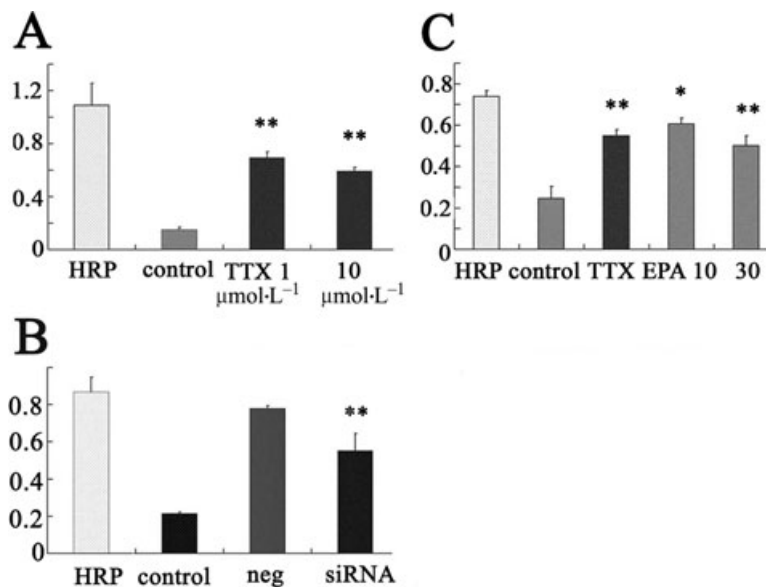 A
1.2
0.8
0.4
0
** **
HRP control TTX 1 10
µmol·L⁻¹ µmol·L⁻¹
C
0.8
0.6
0.4
0.2
0
** * **
HRP control TTX EPA 10 30
B
0.8
0.6
0.4
0.2
0
**
HRP control neg siRNA